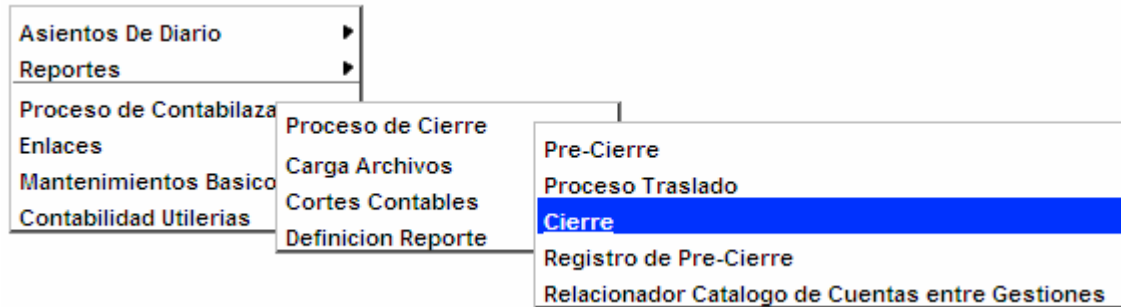 Asientos De Diario
Reportes
Proceso de Contabilaza
Enlaces
Mantenimientos Basico
Contabilidad Utilerias
Proceso de Cierre
Carga Archivos
Cortes Contables
Definicion Reporte
Pre-Cierre
Proceso Traslado
Cierre
Registro de Pre-Cierre
Relacionador Catalogo de Cuentas entre Gestiones